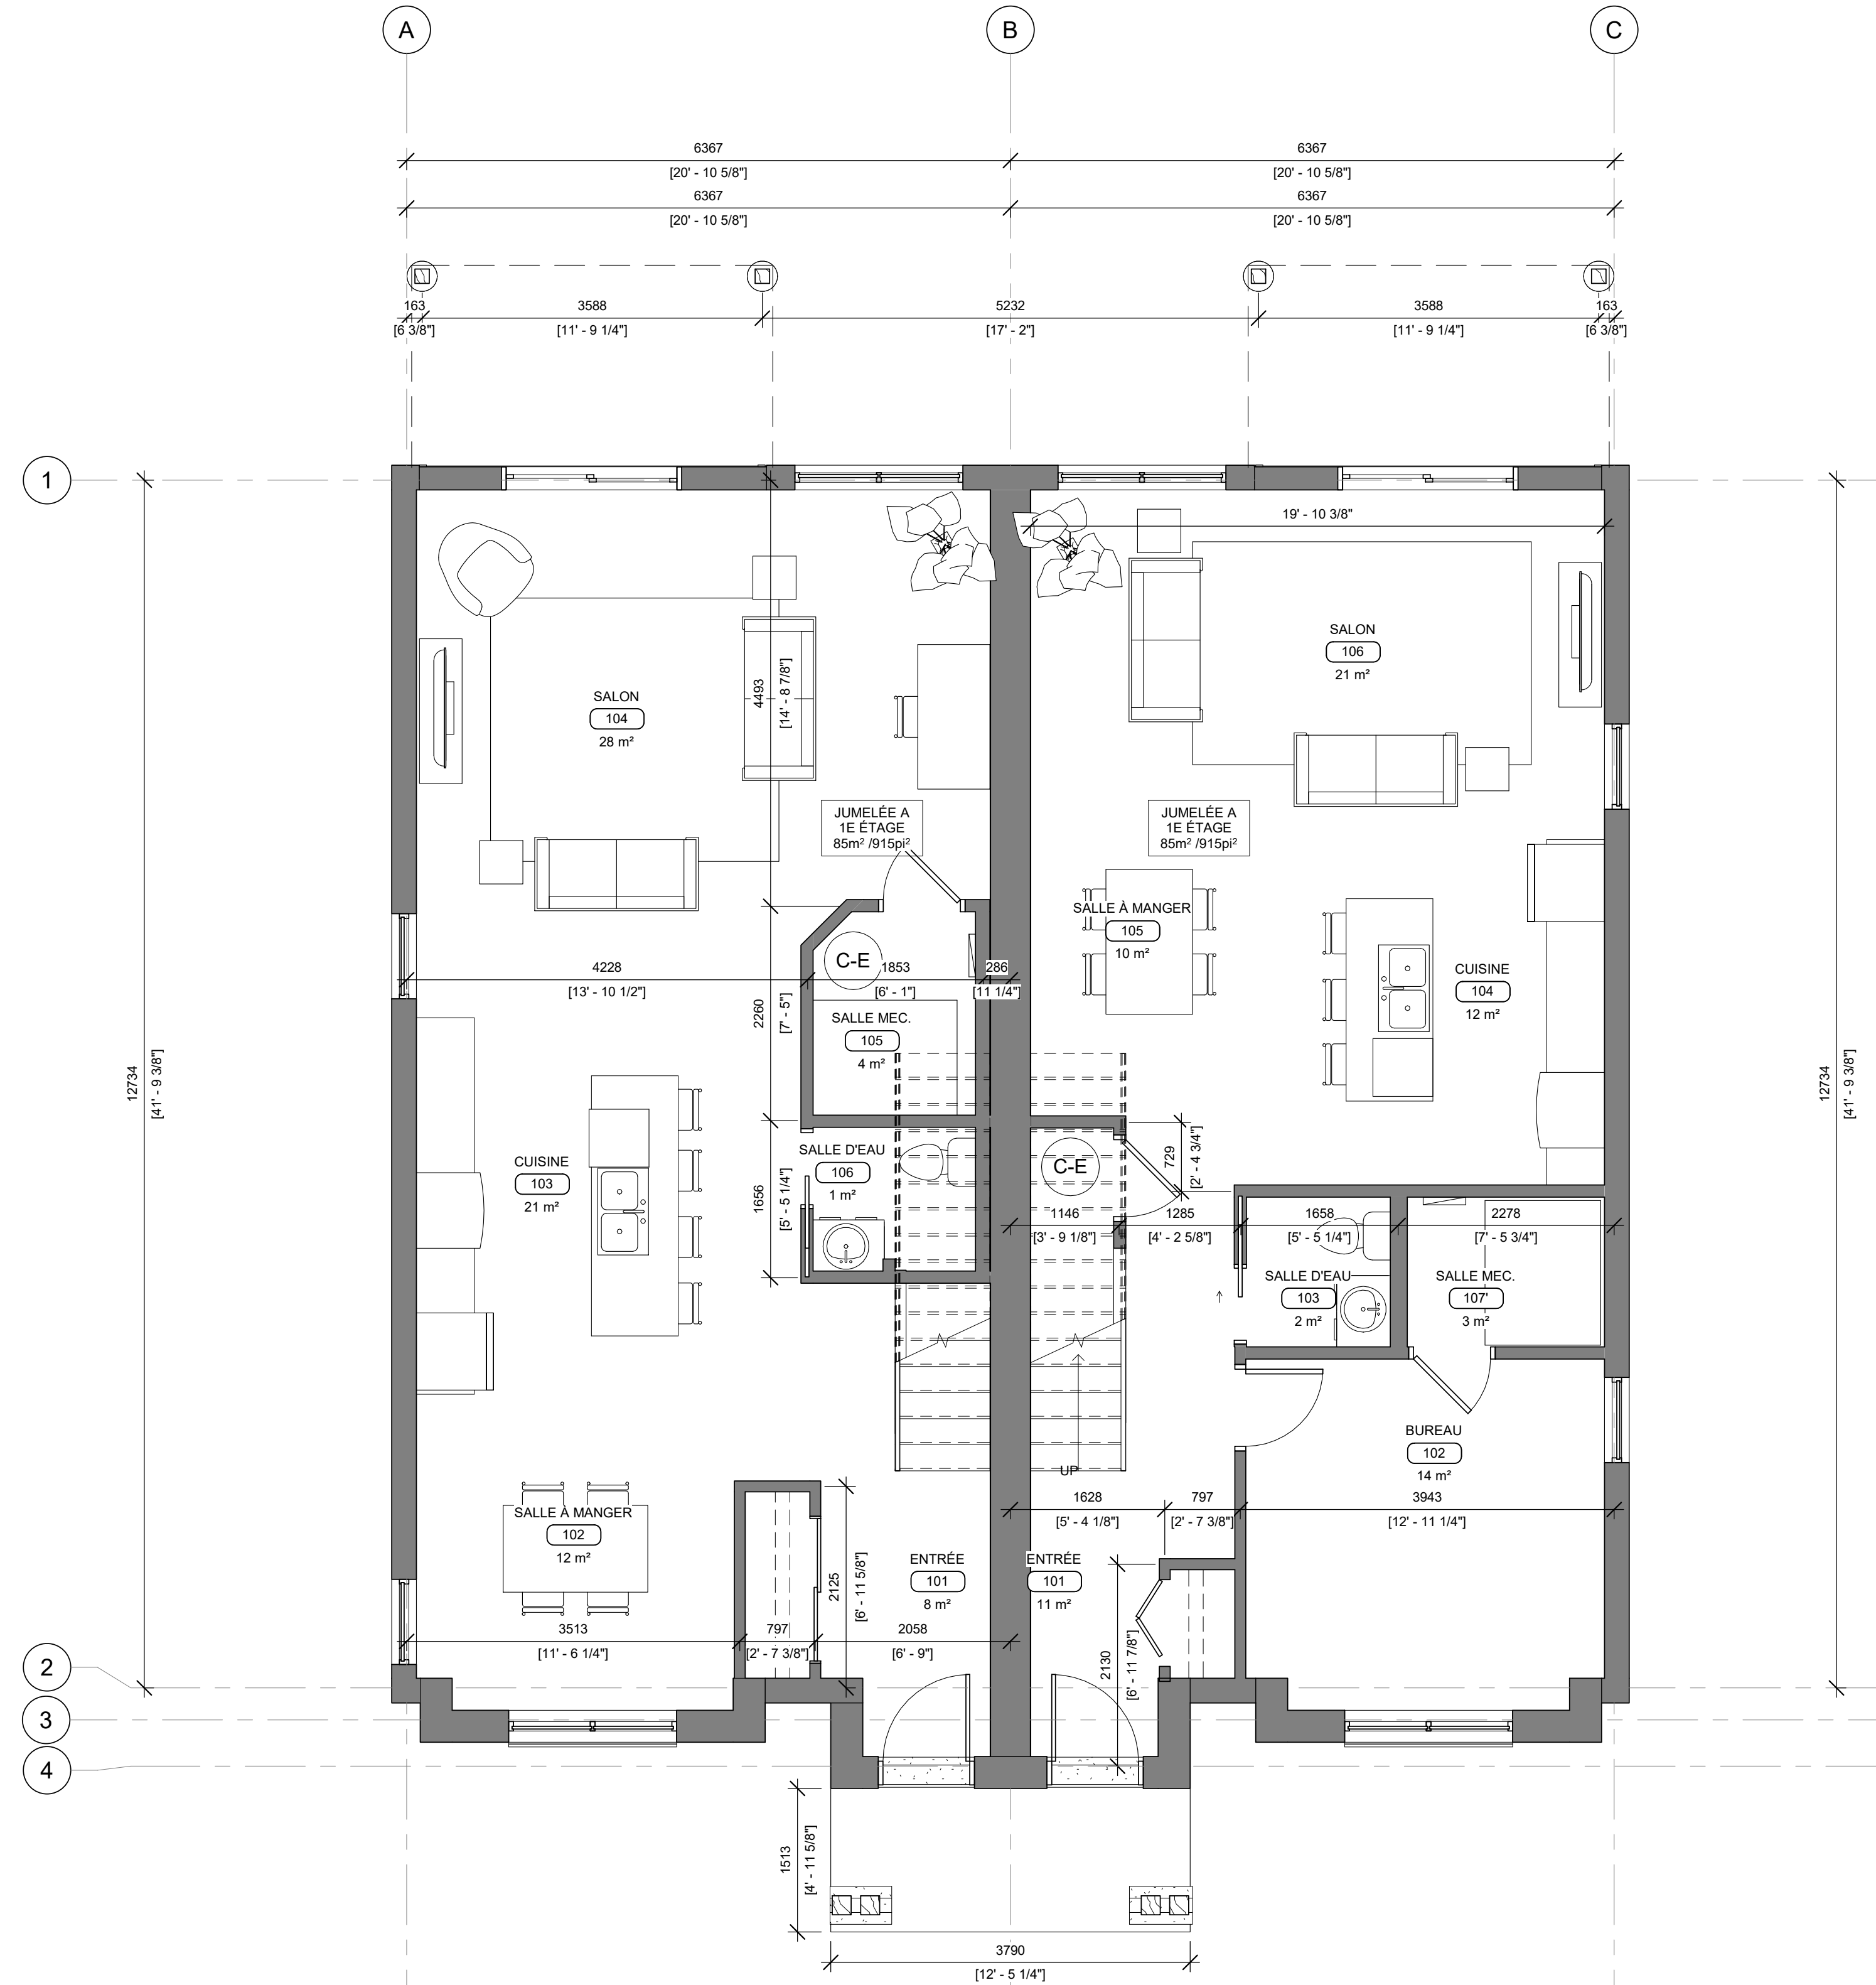 A
B
C
6367
[20' - 10 5/8"]
6367
[20' - 10 5/8"]
6367
[20' - 10 5/8"]
6367
[20' - 10 5/8"]
163
[6 3/8"]
3588
[11' - 9 1/4"]
5232
[17' - 2"]
3588
[11' - 9 1/4"]
163
[6 3/8"]
1
19' - 10 3/8"
4493
[14' - 8 7/8"]
SALON
104
28 m²
SALON
106
21 m²
JUMELÉE A
1E ÉTAGE
85m² /915pi²
JUMELÉE A
1E ÉTAGE
85m² /915pi²
SALLE À MANGER
105
10 m²
C-E
4228
[13' - 10 1/2"]
1853
[6' - 1"]
286
[11 1/4"]
CUISINE
104
12 m²
2260
[7' - 5"]
SALLE MEC.
105
4 m²
12734
[41' - 9 3/8"]
12734
[41' - 9 3/8"]
CUISINE
103
21 m²
1656
[5' - 5 1/4"]
SALLE D'EAU
106
1 m²
C-E
729
[2' - 4 3/4"]
1146
[3' - 9 1/8"]
1285
[4' - 2 5/8"]
1658
[5' - 5 1/4"]
2278
[7' - 5 3/4"]
SALLE D'EAU
103
2 m²
SALLE MEC.
107'
3 m²
BUREAU
102
14 m²
UP
1628
[5' - 4 1/8"]
797
[2' - 7 3/8"]
3943
[12' - 11 1/4"]
SALLE À MANGER
102
12 m²
2125
[6' - 11 5/8"]
ENTRÉE
101
8 m²
ENTRÉE
101
11 m²
3513
[11' - 6 1/4"]
797
[2' - 7 3/8"]
2058
[6' - 9"]
2130
[6' - 11 7/8"]
2
3
4
1513
[4' - 11 5/8"]
3790
[12' - 5 1/4"]